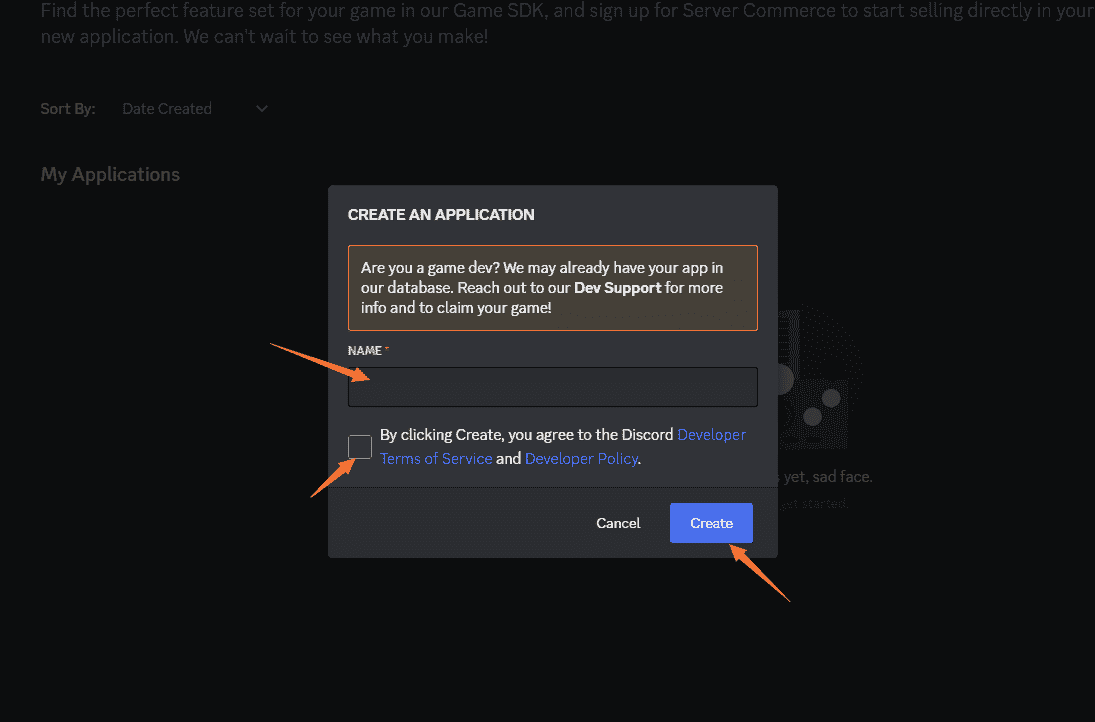 Find the perfect feature set for your game in our Game SDK, and sign up for Server Commerce to start selling directly in your
new application. We can't wait to see what you make!
Sort By: Date Created
My Applications
CREATE AN APPLICATION
Are you a game dev? We may already have your app in
our database. Reach out to our Dev Support for more
info and to claim your game!
NAME *
By clicking Create, you agree to the Discord Developer
Terms of Service and Developer Policy.
yet, sad face.
get started.
Cancel Create